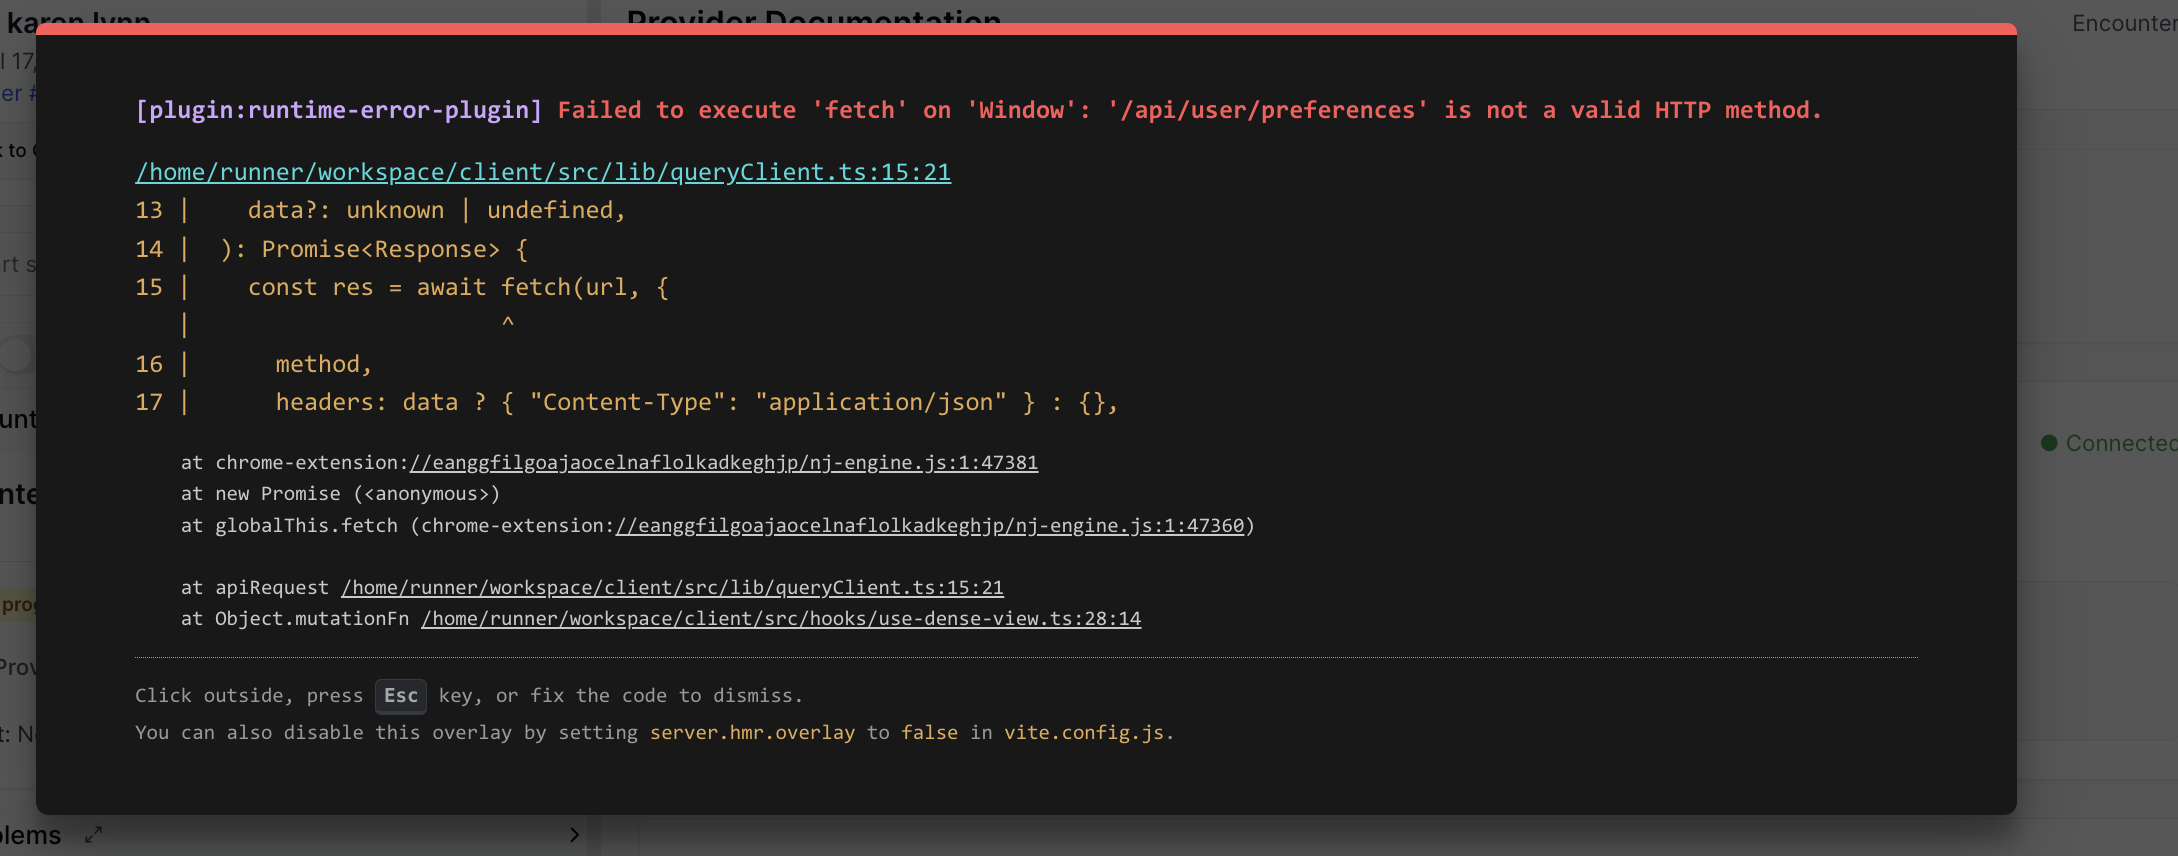 karen lynn
Provider Documentation
Encounter
l 17,
er #
k to
[plugin:runtime-error-plugin] Failed to execute 'fetch' on 'Window': '/api/user/preferences' is not a valid HTTP method.
/home/runner/workspace/client/src/lib/queryClient.ts:15:21
13 |    data?: unknown | undefined,
14 |  ): Promise<Response> {
15 |    const res = await fetch(url, {
   |                      ^
16 |      method,
17 |      headers: data ? { "Content-Type": "application/json" } : {},
rt s
unt
Connected
nte
at chrome-extension://eanggfilgoajaocelnaflolkadkeghjp/nj-engine.js:1:47381
at new Promise (<anonymous>)
at globalThis.fetch (chrome-extension://eanggfilgoajaocelnaflolkadkeghjp/nj-engine.js:1:47360)
at apiRequest /home/runner/workspace/client/src/lib/queryClient.ts:15:21
at Object.mutationFn /home/runner/workspace/client/src/hooks/use-dense-view.ts:28:14
prog
Prov
t: N
Click outside, press Esc key, or fix the code to dismiss.
You can also disable this overlay by setting server.hmr.overlay to false in vite.config.js.
blems